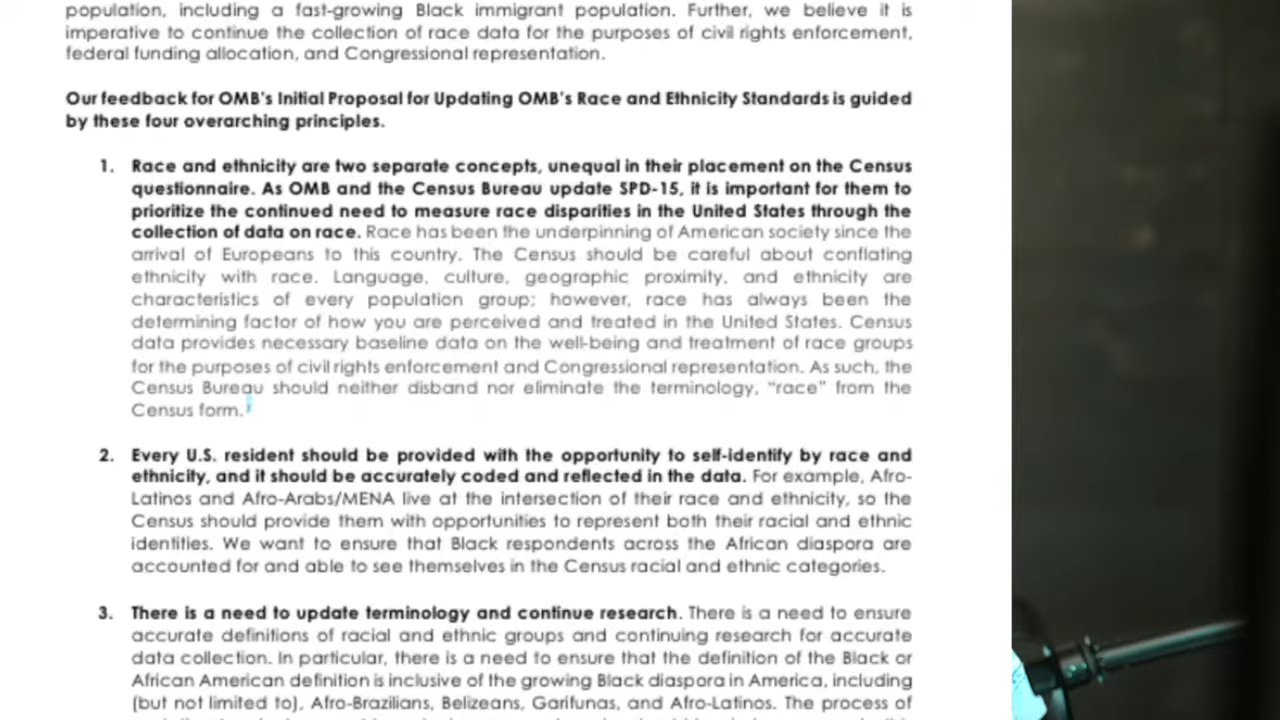 population, including a fast-growing Black immigrant population. Further, we believe it is
imperative to continue the collection of race data for the purposes of civil rights enforcement,
federal funding allocation, and Congressional representation.
Our feedback for OMB's Initial Proposal for Updating OMB's Race and Ethnicity Standards is guided
by these four overarching principles.
1. Race and ethnicity are two separate concepts, unequal in their placement on the Census
questionnaire. As OMB and the Census Bureau update SPD-15, it is important for them to
prioritize the continued need to measure race disparities in the United States through the
collection of data on race. Race has been the underpinning of American society since the
arrival of Europeans to this country. The Census should be careful about conflating
ethnicity with race. Language, culture, geographic proximity, and ethnicity are
characteristics of every population group; however, race has always been the
determining factor of how you are perceived and treated in the United States. Census
data provides necessary baseline data on the well-being and treatment of race groups
for the purposes of civil rights enforcement and Congressional representation. As such, the
Census Bureau should neither disband nor eliminate the terminology, "race" from the
Census form.
2. Every U.S. resident should be provided with the opportunity to self-identify by race and
ethnicity, and it should be accurately coded and reflected in the data. For example, Afro-
Latinos and Afro-Arabs/MENA live at the intersection of their race and ethnicity, so the
Census should provide them with opportunities to represent both their racial and ethnic
identities. We want to ensure that Black respondents across the African diaspora are
accounted for and able to see themselves in the Census racial and ethnic categories.
3. There is a need to update terminology and continue research. There is a need to ensure
accurate definitions of racial and ethnic groups and continuing research for accurate
data collection. In particular, there is a need to ensure that the definition of the Black or
African American definition is inclusive of the growing Black diaspora in America, including
(but not limited to), Afro-Brazilians, Belizeans, Garifunas, and Afro-Latinos. The process of